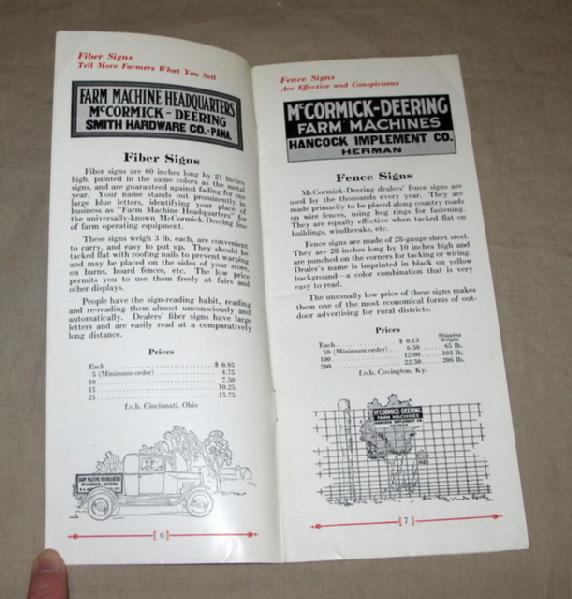 Fiber Signs
Tell More Farmers What You Sell
FARM MACHINE HEADQUARTERS
McCORMICK-DEERING
SMITH HARDWARE CO.-PANA.
Fiber Signs
Fiber signs are 60 inches long by 21 inches
high, painted in the same colors as the metal
signs, and are guaranteed against fading for one
year. Your name stands out prominently in
large blue letters, identifying your place of
business as "Farm Machine Headquarters" for
the universally-known McCormick-Deering line
of farm operating equipment.
These signs weigh 3 lb. each, are convenient
to carry, and easy to put up. They should be
tacked flat with roofing nails to prevent warping
and may be placed on the sides of your store,
on barns, board fences, etc. The low price
permits you to use them freely at fairs and
other displays.
People have the sign-reading habit, reading
and re-reading them almost unconsciously and
automatically. Dealers' fiber signs have large
letters and are easily read at a comparatively
long distance.
Prices
Each $ 0.95
5 (Minimum order) 4.75
10 7.50
15 10.25
25 15.75
f.o.b. Cincinnati, Ohio
FARM MACHINE HEADQUARTERS
McCORMICK-DEERING
6
Fence Signs
Are Effective and Conspicuous
McCORMICK-DEERING
FARM MACHINES
HANCOCK IMPLEMENT CO.
HERMAN
Fence Signs
McCormick-Deering dealers' fence signs are
used by the thousands every year. They are
made primarily to be placed along country roads
on wire fences, using hog rings for fastening.
They are equally effective when tacked flat on
buildings, windbreaks, etc.
Fence signs are made of 28-gauge sheet steel.
They are 28 inches long by 10 inches high and
are punched on the corners for tacking or wiring.
Dealer's name is imprinted in black on yellow
background—a color combination that is very
easy to read.
The unusually low price of these signs makes
them one of the most economical forms of out-
door advertising for rural districts.
Prices
Shipping
Weight
Each $ 0.13
50 (Minimum order) 6.50 65 lb.
100 12.00 103 lb.
200 22.50 206 lb.
f.o.b. Covington, Ky.
McCORMICK-DEERING
FARM MACHINES
HANCOCK IMPLEMENT CO.
7